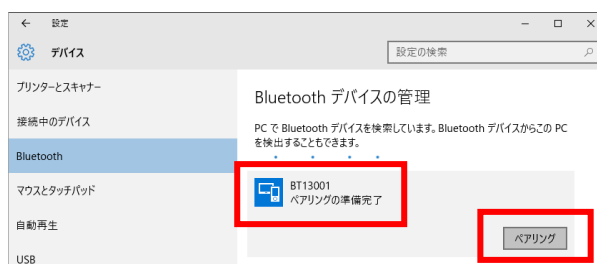 ← 設定
デバイス
設定の検索
プリンターとスキャナー
接続中のデバイス
Bluetooth
マウスとタッチパッド
自動再生
USB
Bluetooth デバイスの管理
PC で Bluetooth デバイスを検索しています。Bluetooth デバイスからこの PC
を検出することもできます。
BT13001
ペアリングの準備完了
ペアリング